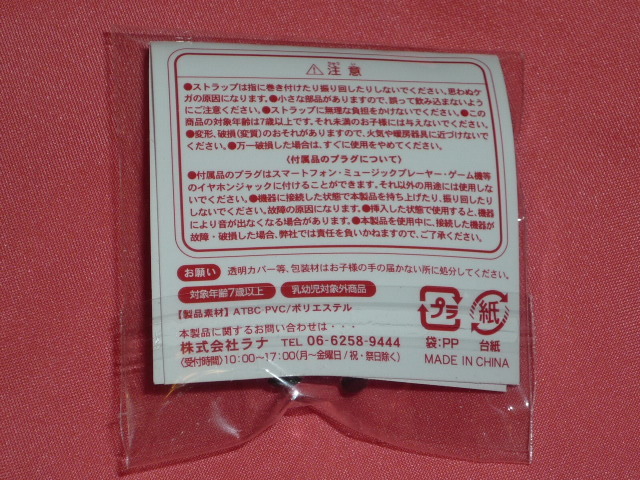 ⚠注意
●ストラップは指に巻き付けたり振り回したりしないでください。思わぬケ
ガの原因になります。●小さな部品がありますので、誤って飲み込まないよう
にご注意ください。●ストラップに無理な負担をかけないでください。●この
商品の対象年齢は7歳以上です。それ未満のお子様には与えないでください。
●変形、破損(変質)のおそれがありますので、火気や暖房器具に近づけないで
ください。●万一破損した場合は、すぐに使用をやめてください。
〈付属品のプラグについて〉
●付属品のプラグはスマートフォン・ミュージックプレーヤー・ゲーム機等
のイヤホンジャックに付けることができます。それ以外の用途には使用し
ないでください。●機器に接続した状態で本製品を持ち上げたり、振り回したり
しないでください。故障の原因になります。●挿入した状態で使用すると、機器
により音が出なくなる場合があります。●本製品を使用中に、接続した機器が
故障・破損した場合、弊社では責任を負いかねますので、ご了承ください。
お願い 透明カバー等、包装材はお子様の手の届かない所に処分してください。
対象年齢7歳以上 乳幼児対象外商品
【製品素材】ATBC-PVC/ポリエステル
本製品に関するお問い合わせは・・・
株式会社ラナ TEL 06-6258-9444
〈受付時間〉10:00〜17:00(月〜金曜日/祝・祭日除く)
プラ 紙
袋:PP 台紙
MADE IN CHINA